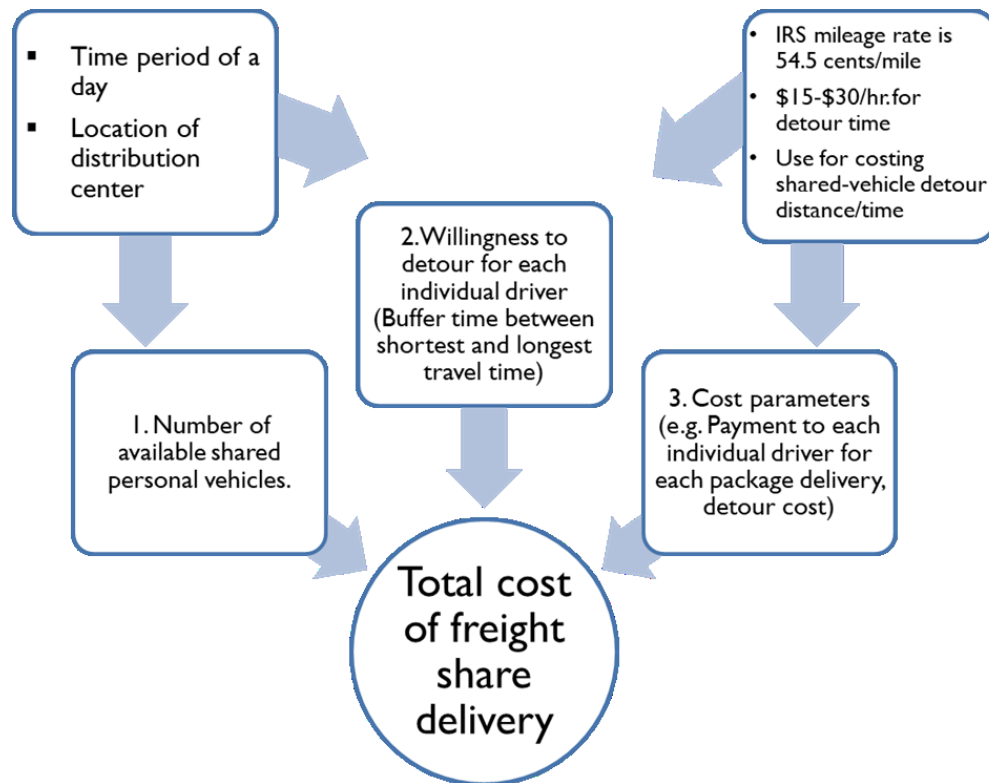 ▪ Time period of a
day
▪ Location of
distribution
center
• IRS mileage rate is
54.5 cents/mile
• $15-$30/hr.for
detour time
• Use for costing
shared-vehicle detour
distance/time
2.Willingness to
detour for each
individual driver
(Buffer time between
shortest and longest
travel time)
1. Number of
available shared
personal vehicles.
3. Cost parameters
(e.g. Payment to each
individual driver for
each package delivery,
detour cost)
Total cost
of freight
share
delivery